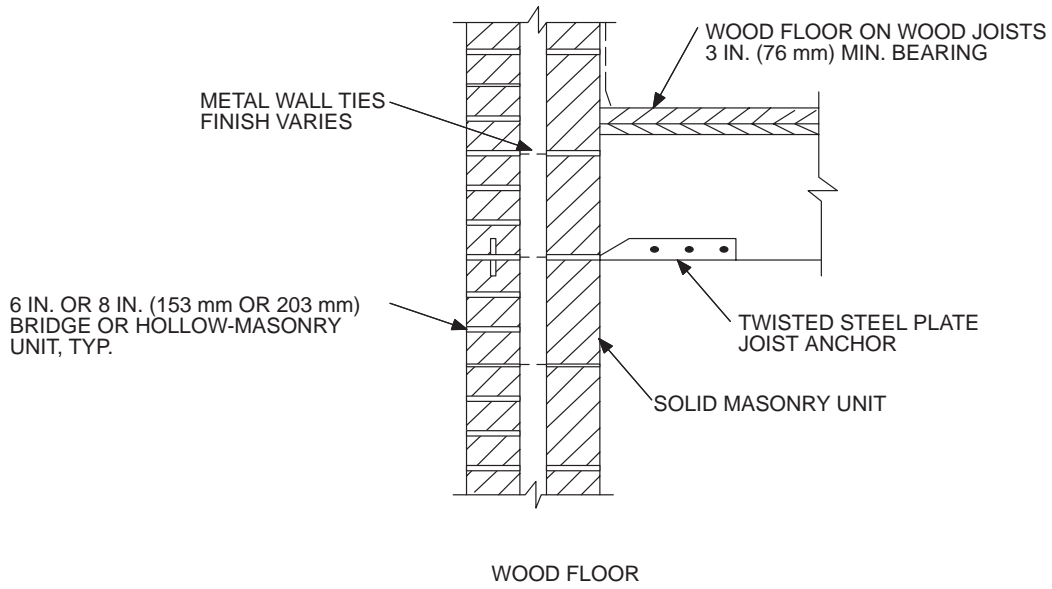 WOOD FLOOR ON WOOD JOISTS
3 IN. (76 mm) MIN. BEARING
METAL WALL TIES
FINISH VARIES
6 IN. OR 8 IN. (153 mm OR 203 mm)
BRIDGE OR HOLLOW-MASONRY
UNIT, TYP.
TWISTED STEEL PLATE
JOIST ANCHOR
SOLID MASONRY UNIT
WOOD FLOOR